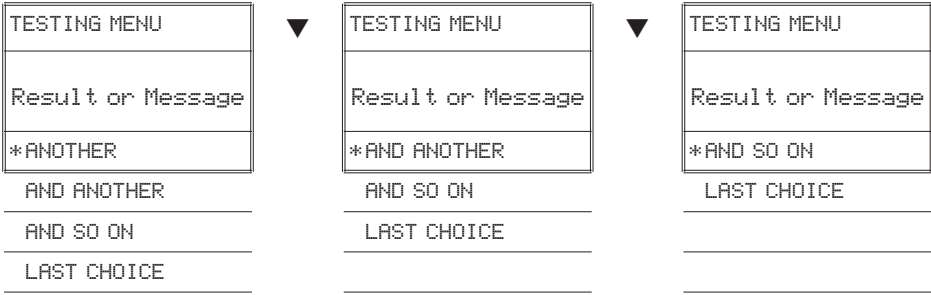 TESTING MENU
Result or Message
*ANOTHER
AND ANOTHER
AND SO ON
LAST CHOICE
TESTING MENU
Result or Message
*AND ANOTHER
AND SO ON
LAST CHOICE
TESTING MENU
Result or Message
*AND SO ON
LAST CHOICE